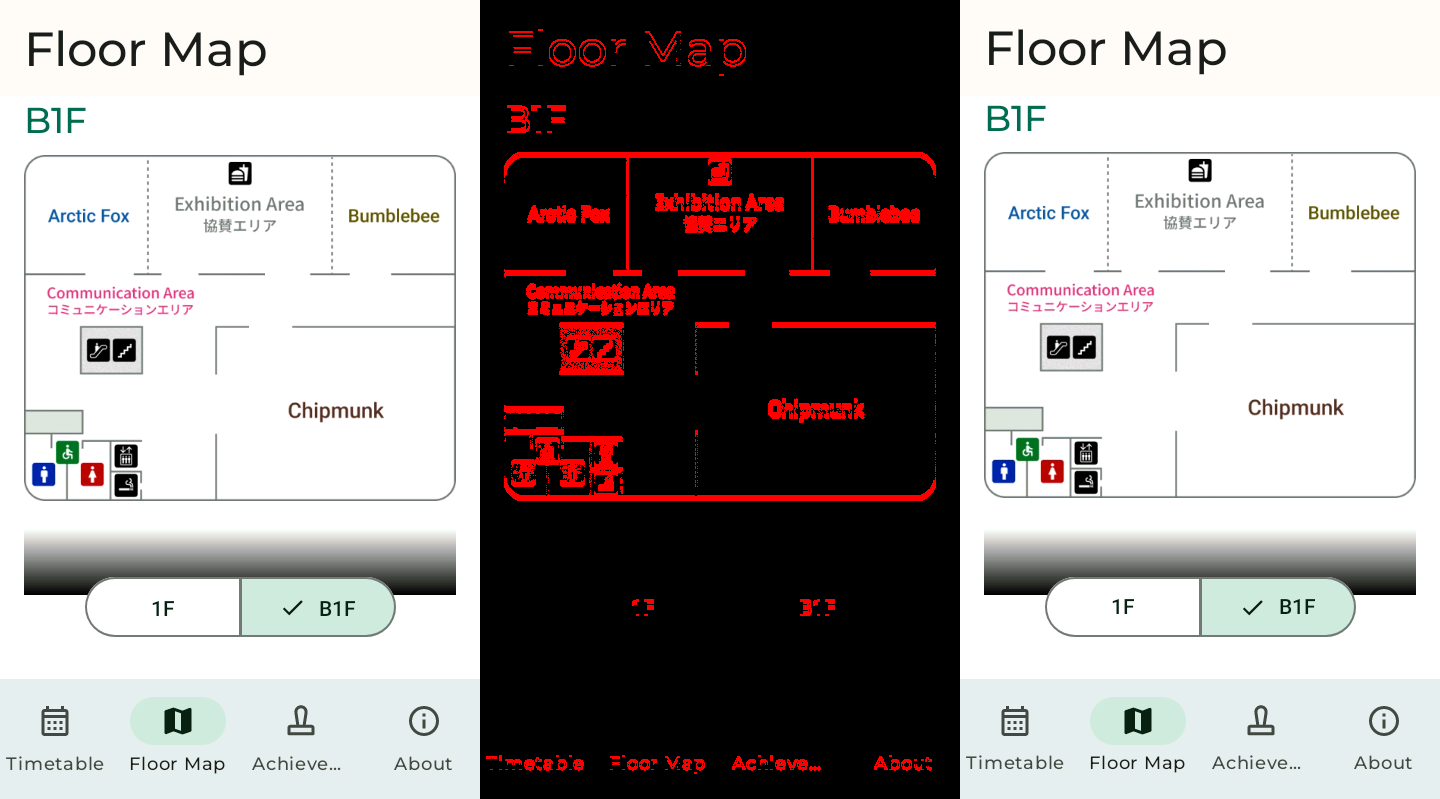 Floor Map
B1F
Arctic Fox
Exhibition Area
協賛エリア
Bumblebee
Communication Area
コミュニケーションエリア
Chipmunk
1F
B1F
Timetable
Floor Map
Achieve...
About
Floor Map
B1F
Arctic Fox
Exhibition Area
協賛エリア
Bumblebee
Communication Area
コミュニケーションエリア
Chipmunk
1F
B1F
Timetable
Floor Map
Achieve...
About
Floor Map
B1F
Arctic Fox
Exhibition Area
協賛エリア
Bumblebee
Communication Area
コミュニケーションエリア
Chipmunk
1F
B1F
Timetable
Floor Map
Achieve...
About